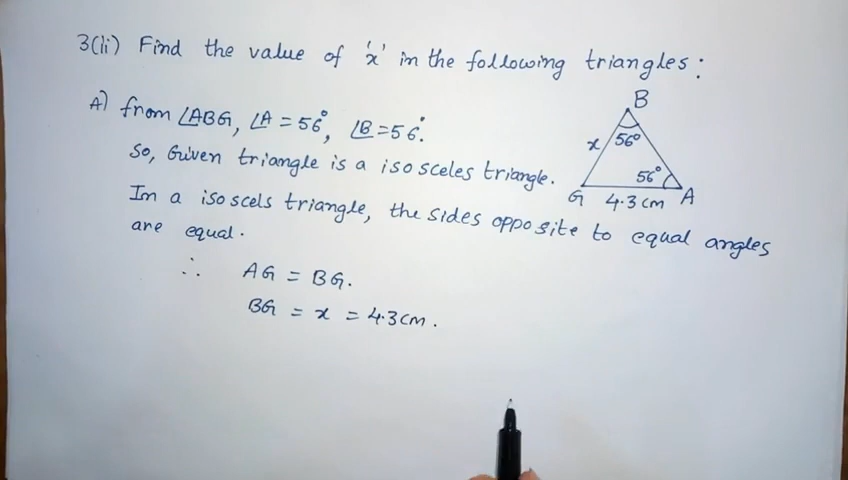 3(ii) Find the value of 'x' in the following triangles:
A) from ∠ABG, ∠A = 56°, ∠B = 56°.
So, Given triangle is a isosceles triangle.
In a isoscels triangle, the sides opposite to equal angles
are equal.
∴ AG = BG.
BG = x = 4.3cm.
B
x
56°
56°
G
4.3cm
A